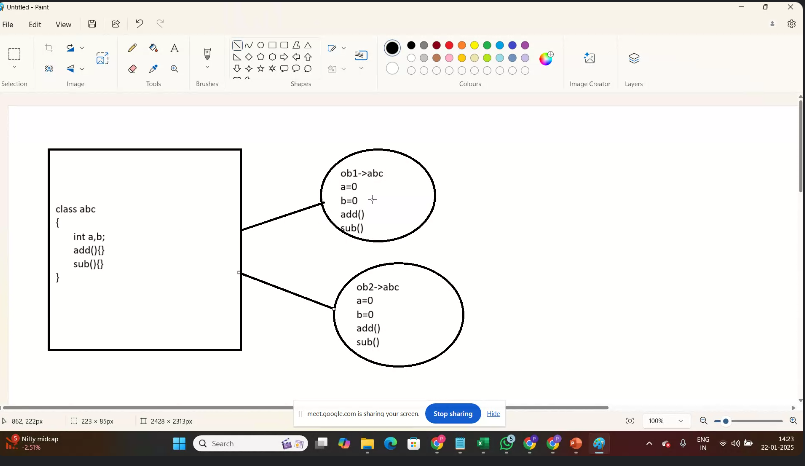 Untitled - Paint
File Edit View
Selection
Image
Tools
Brushes
Shapes
Colours
Image Creator
Layers
class abc
{
int a,b;
add(){}
sub(){}
}
ob1->abc
a=0
b=0
add()
sub()
ob2->abc
a=0
b=0
add()
sub()
meet.google.com is sharing your screen. Stop sharing Hide
862, 222px 223 × 85px 2428 × 2313px 100%
Nifty midcap
-2.51%
Search
ENG
IN
14:23
22-01-2025